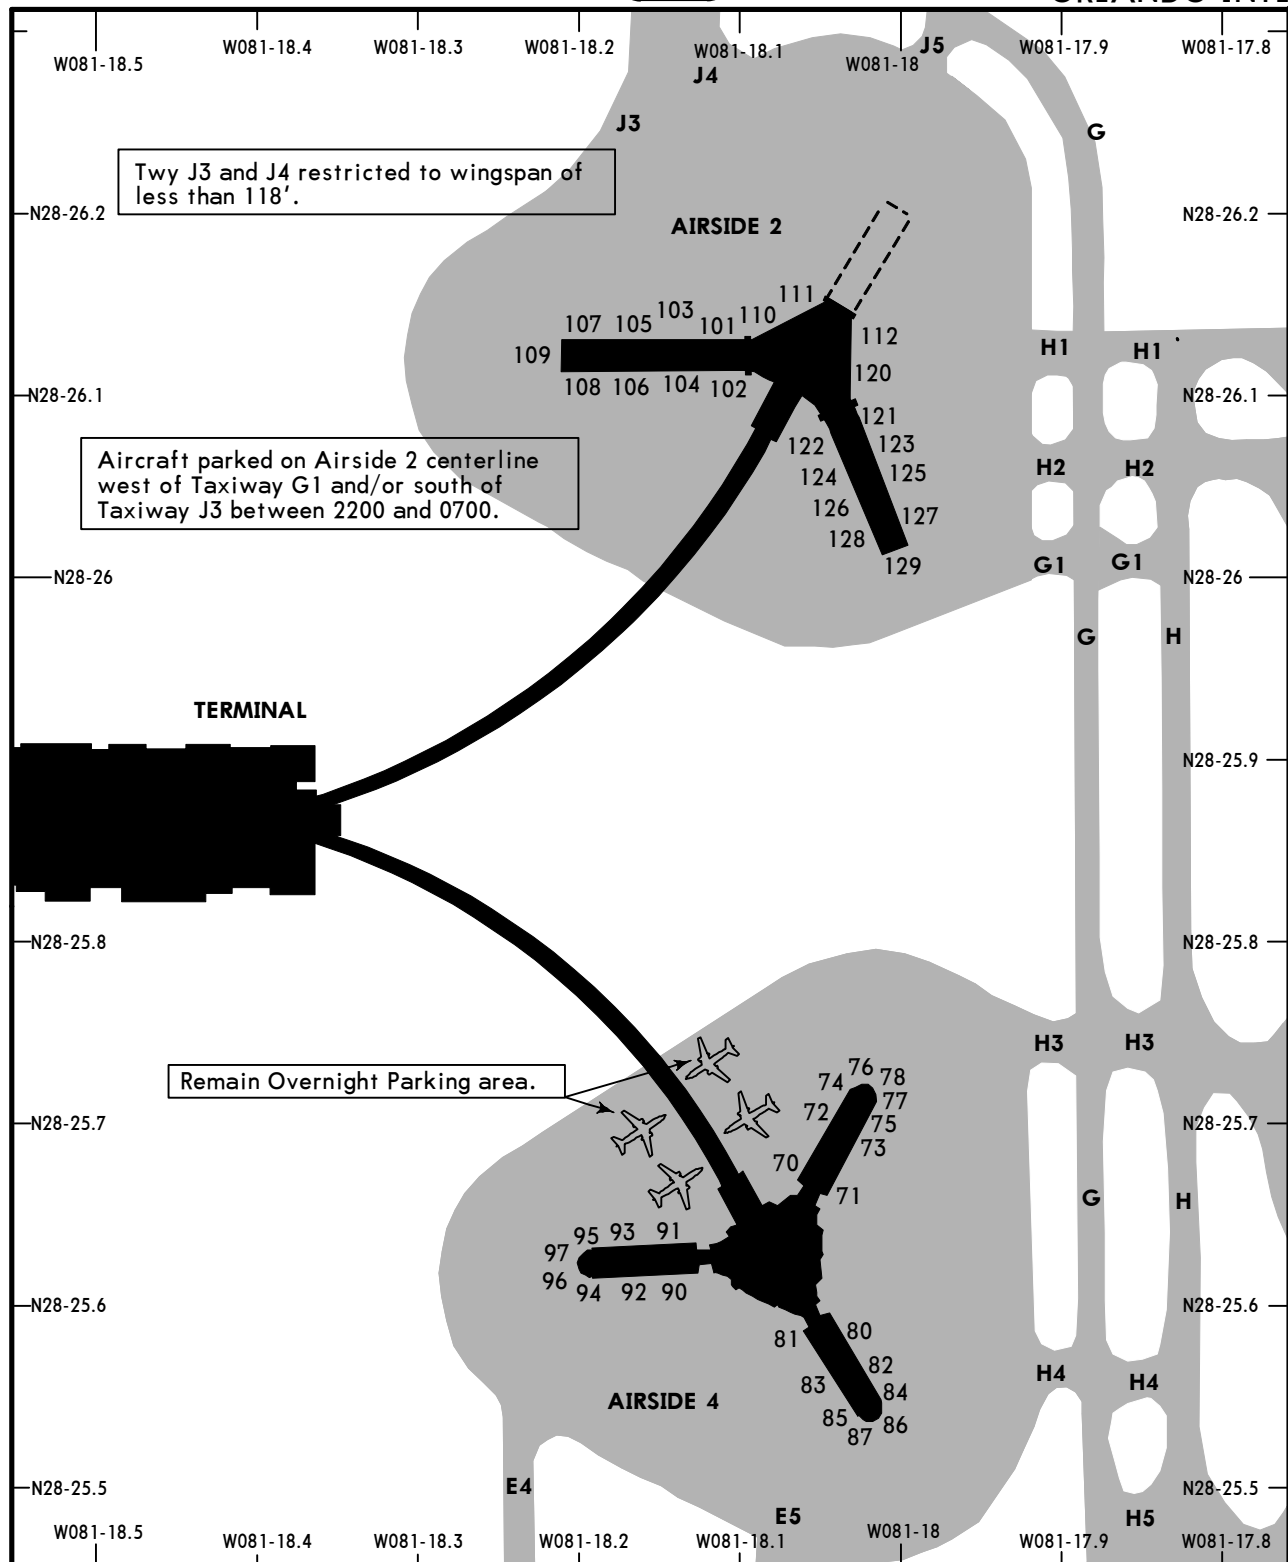 W081-18.5
W081-18.4
W081-18.3
W081-18.2
W081-18.1
W081-18
W081-17.9
W081-17.8
J5
J4
J3
G
Twy J3 and J4 restricted to wingspan of
less than 118'.
N28-26.2
N28-26.2
AIRSIDE 2
111
103
110
107
105
101
112
109
H1
H1
120
108
106
104
102
N28-26.1
N28-26.1
121
122
123
Aircraft parked on Airside 2 centerline
west of Taxiway G1 and/or south of
Taxiway J3 between 2200 and 0700.
H2
H2
124
125
126
127
128
129
G1
G1
N28-26
N28-26
G
H
TERMINAL
N28-25.9
N28-25.8
N28-25.8
H3
H3
Remain Overnight Parking area.
76
74
78
77
72
75
73
N28-25.7
N28-25.7
70
71
G
H
95
93
91
97
96
94
92
90
N28-25.6
N28-25.6
81
80
82
83
84
H4
H4
AIRSIDE 4
85
86
87
N28-25.5
N28-25.5
E4
E5
H5
W081-18.5
W081-18.4
W081-18.3
W081-18.2
W081-18.1
W081-18
W081-17.9
W081-17.8